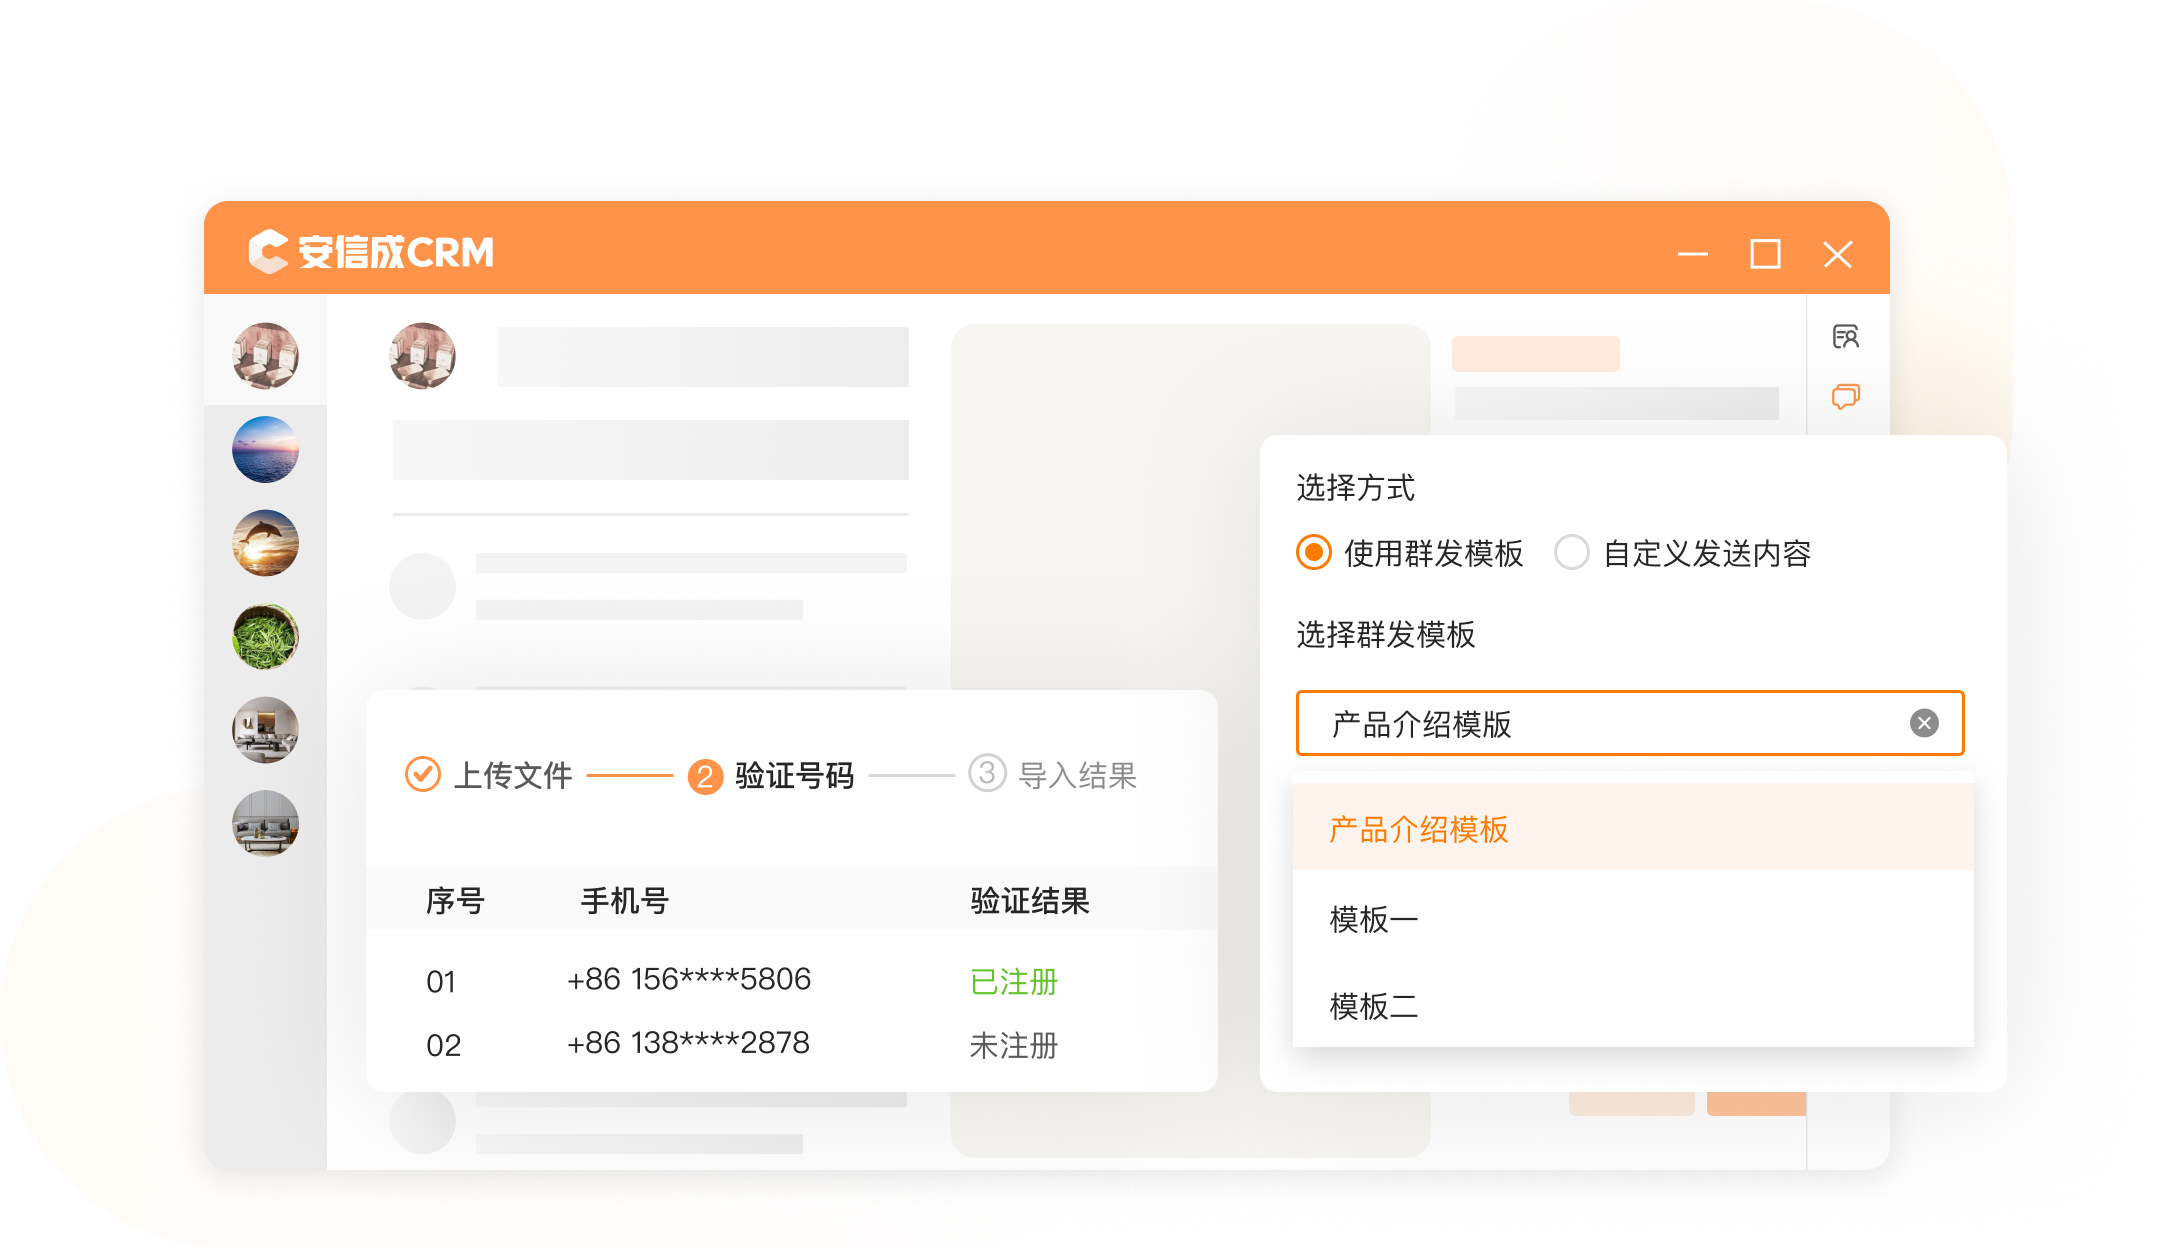 安信成CRM
选择方式
使用群发模板 自定义发送内容
选择群发模板
产品介绍模版
产品介绍模板
模板一
模板二
上传文件 2 验证号码 3 导入结果
序号 手机号 验证结果
01 +86 156****5806 已注册
02 +86 138****2878 未注册